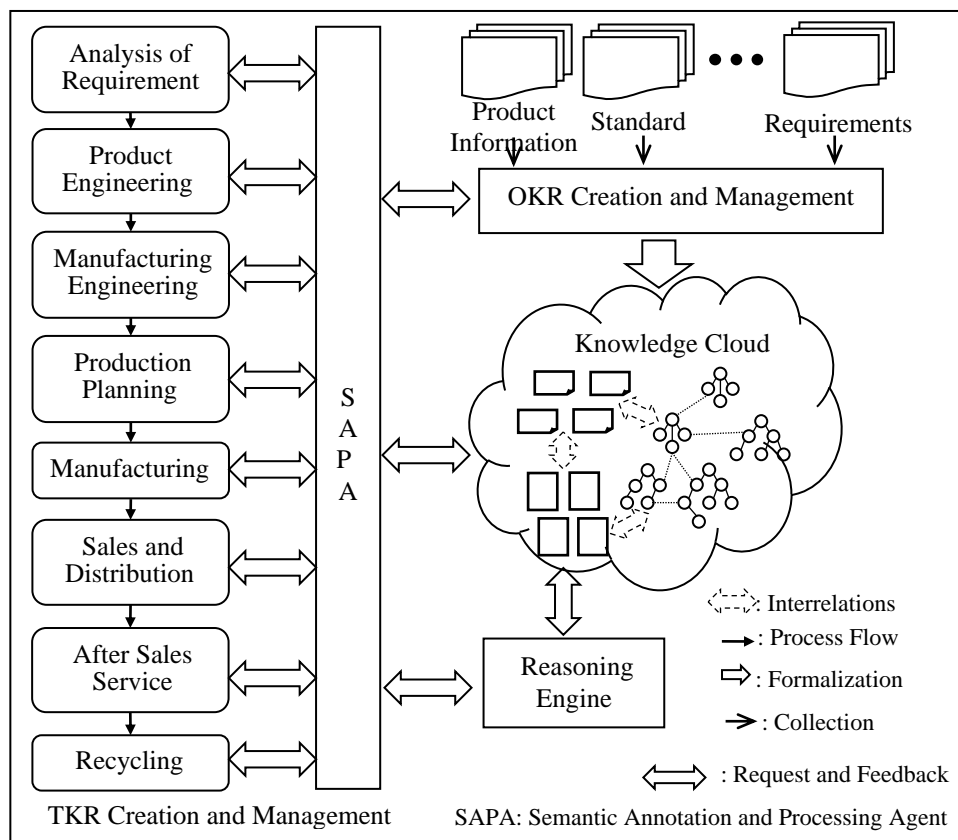 Analysis of
Requirement
Product
Engineering
Manufacturing
Engineering
Production
Planning
Manufacturing
Sales and
Distribution
After Sales
Service
Recycling
TKR Creation and Management
S
A
P
A
Product
Information
Standard
Requirements
OKR Creation and Management
Knowledge Cloud
Reasoning
Engine
: Interrelations
: Process Flow
: Formalization
: Collection
: Request and Feedback
SAPA: Semantic Annotation and Processing Agent